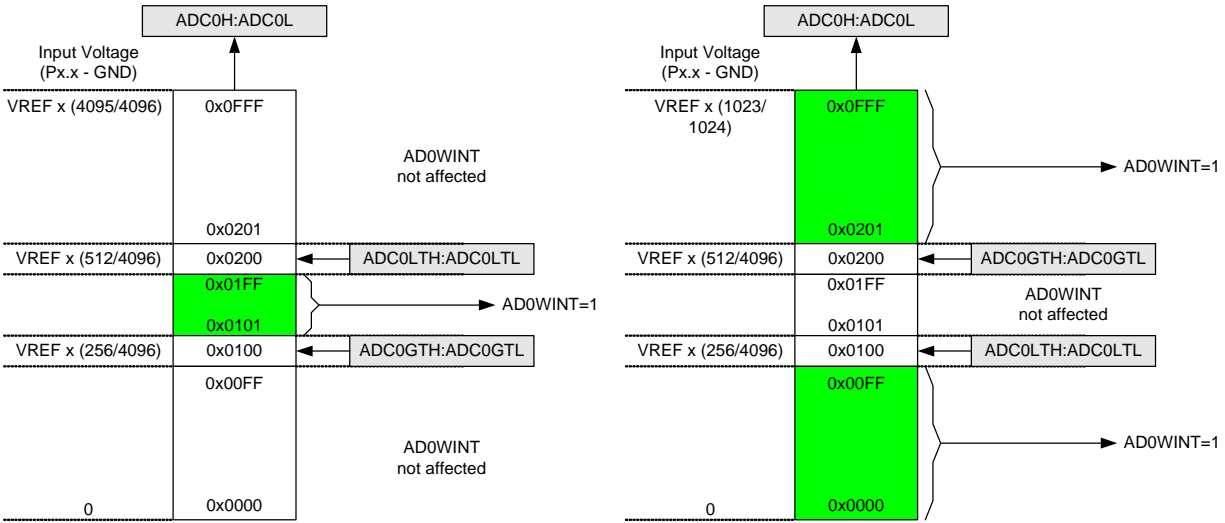 ADC0H:ADC0L
Input Voltage
(Px.x - GND)
VREF x (4095/4096)
0x0FFF
AD0WINT
not affected
0x0201
VREF x (512/4096)
0x0200
ADC0LTH:ADC0LTL
0x01FF
AD0WINT=1
0x0101
VREF x (256/4096)
0x0100
ADC0GTH:ADC0GTL
0x00FF
AD0WINT
not affected
0
0x0000
ADC0H:ADC0L
Input Voltage
(Px.x - GND)
VREF x (1023/
1024)
0x0FFF
AD0WINT=1
0x0201
VREF x (512/4096)
0x0200
ADC0GTH:ADC0GTL
0x01FF
AD0WINT
not affected
0x0101
VREF x (256/4096)
0x0100
ADC0LTH:ADC0LTL
0x00FF
AD0WINT=1
0
0x0000